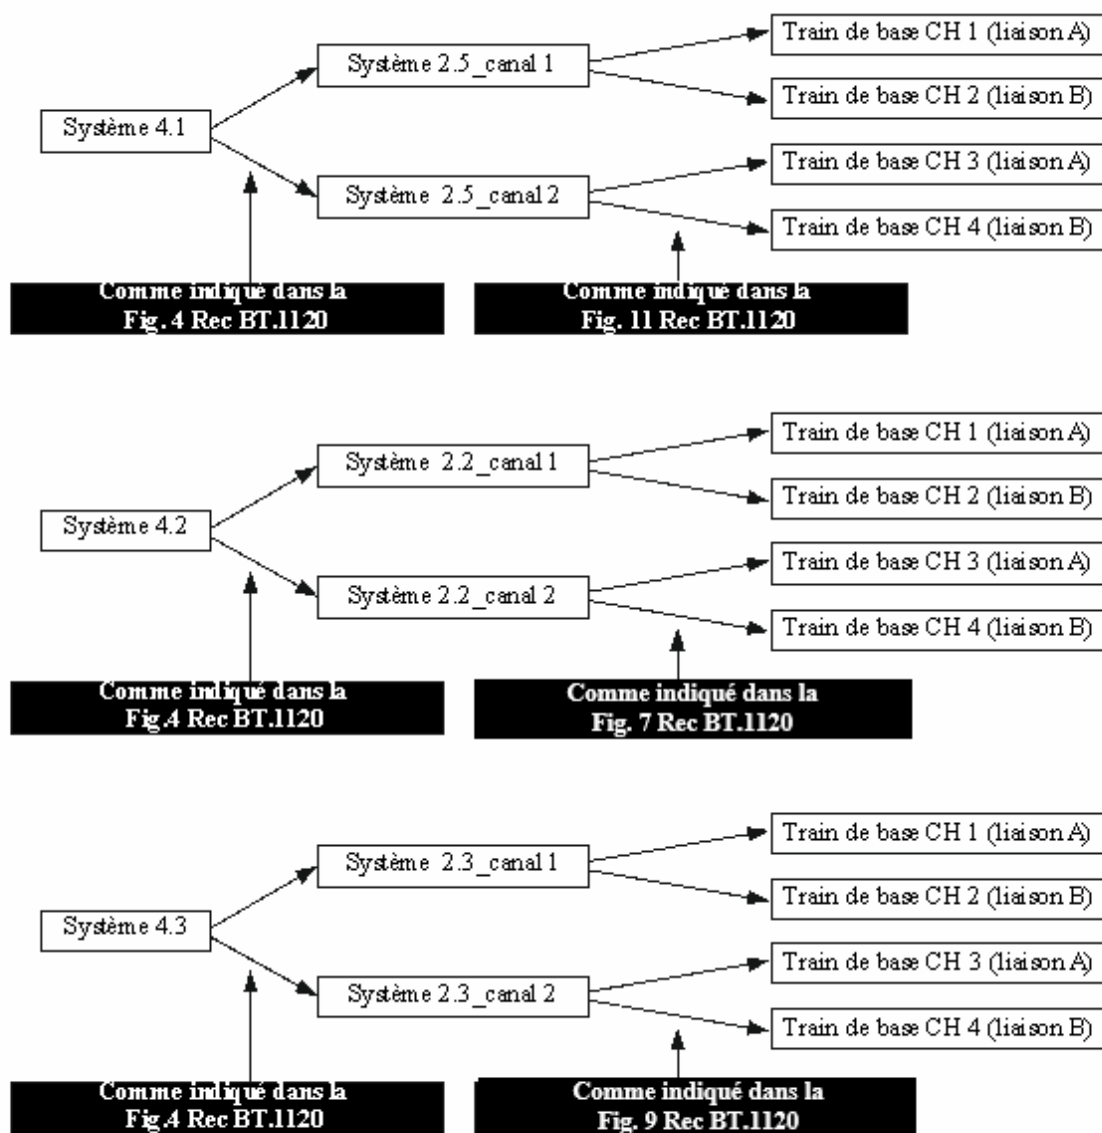 Train de base CH 1 (liaison A)
Système 2.5_canal 1
Train de base CH 2 (liaison B)
Système 4.1
Train de base CH 3 (liaison A)
Système 2.5_canal 2
Train de base CH 4 (liaison B)
Comme indiqué dans la
Fig. 4 Rec BT.1120
Comme indiqué dans la
Fig. 11 Rec BT.1120
Train de base CH 1 (liaison A)
Système 2.2_canal 1
Train de base CH 2 (liaison B)
Système 4.2
Train de base CH 3 (liaison A)
Système 2.2_canal 2
Train de base CH 4 (liaison B)
Comme indiqué dans la
Fig.4 Rec BT.1120
Comme indiqué dans la
Fig. 7 Rec BT.1120
Train de base CH 1 (liaison A)
Système 2.3_canal 1
Train de base CH 2 (liaison B)
Système 4.3
Train de base CH 3 (liaison A)
Système 2.3_canal 2
Train de base CH 4 (liaison B)
Comme indiqué dans la
Fig.4 Rec BT.1120
Comme indiqué dans la
Fig. 9 Rec BT.1120